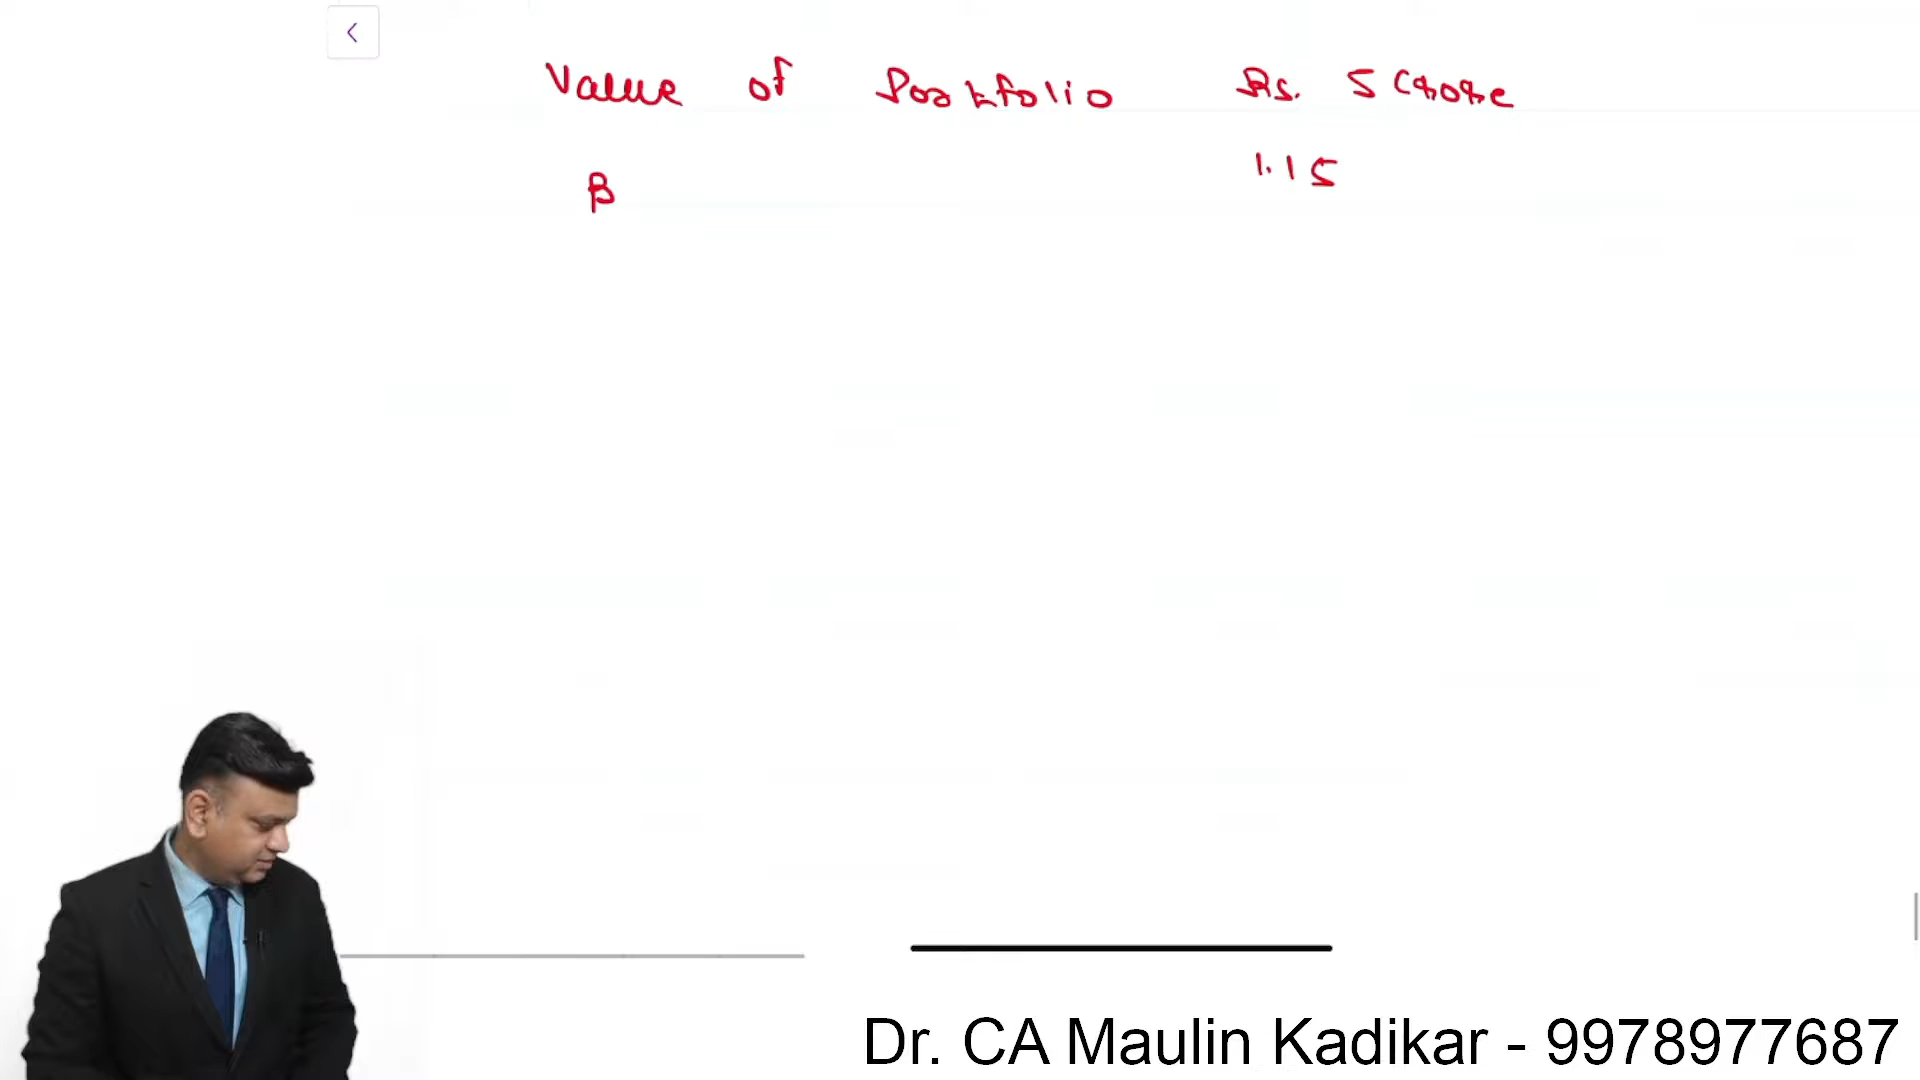 Value of Portfolio Rs. 5 Crore
β 1.15
Dr. CA Maulin Kadikar - 9978977687